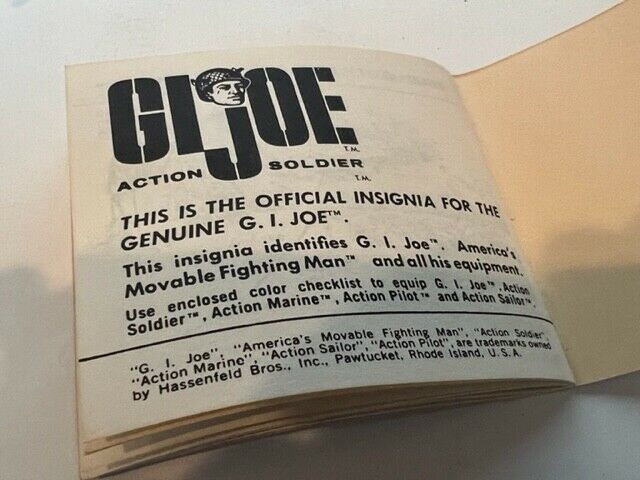 GIJOE T.M.
ACTION SOLDIER T.M.
THIS IS THE OFFICIAL INSIGNIA FOR THE
GENUINE G. I. JOE™.
This insignia identifies G. I. Joe™. America's
Movable Fighting Man™ and all his equipment.
Use enclosed color checklist to equip G. I. Joe™, Action
Soldier™, Action Marine™, Action Pilot™ and Action Sailor™.
"G. I. Joe", "America's Movable Fighting Man", "Action Soldier",
"Action Marine", "Action Sailor", "Action Pilot", are trademarks owned
by Hassenfeld Bros., Inc., Pawtucket, Rhode Island, U.S.A.